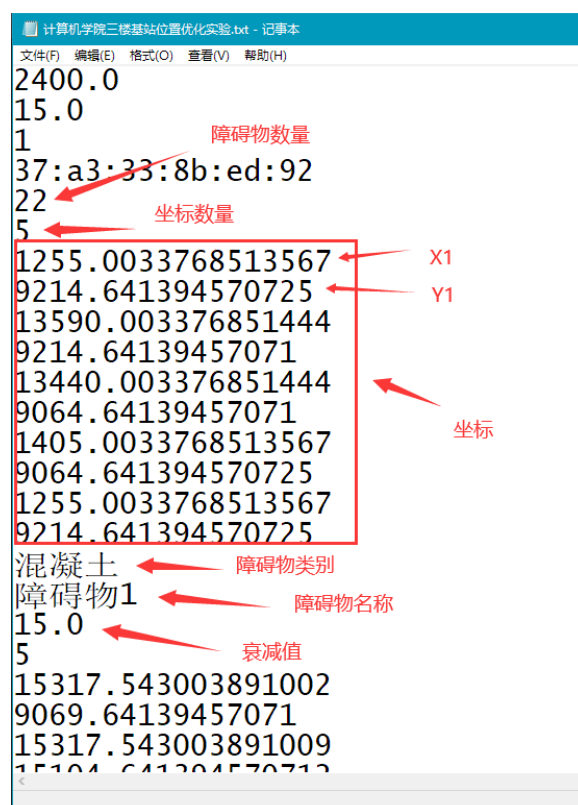 计算机学院三楼基站位置优化实验.txt - 记事本
文件(F) 编辑(E) 格式(O) 查看(V) 帮助(H)
2400.0
15.0
1
障碍物数量
37:a3:33:8b:ed:92
22
坐标数量
5
1255.0033768513567
X1
9214.641394570725
Y1
13590.003376851444
9214.64139457071
13440.003376851444
9064.64139457071
坐标
1405.0033768513567
9064.641394570725
1255.0033768513567
9214.641394570725
混凝土
障碍物类别
障碍物1
障碍物名称
15.0
衰减值
5
15317.543003891002
9069.64139457071
15317.543003891009